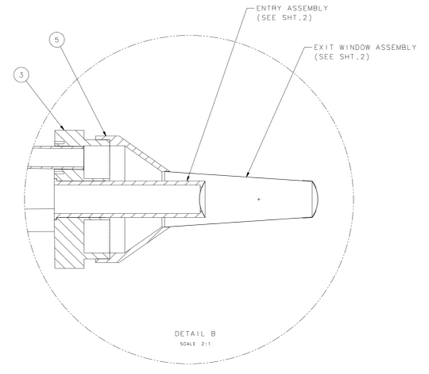 ENTRY ASSEMBLY
(SEE SHT.2)
EXIT WINDOW ASSEMBLY
(SEE SHT.2)
5
3
DETAIL B
SCALE 2:1